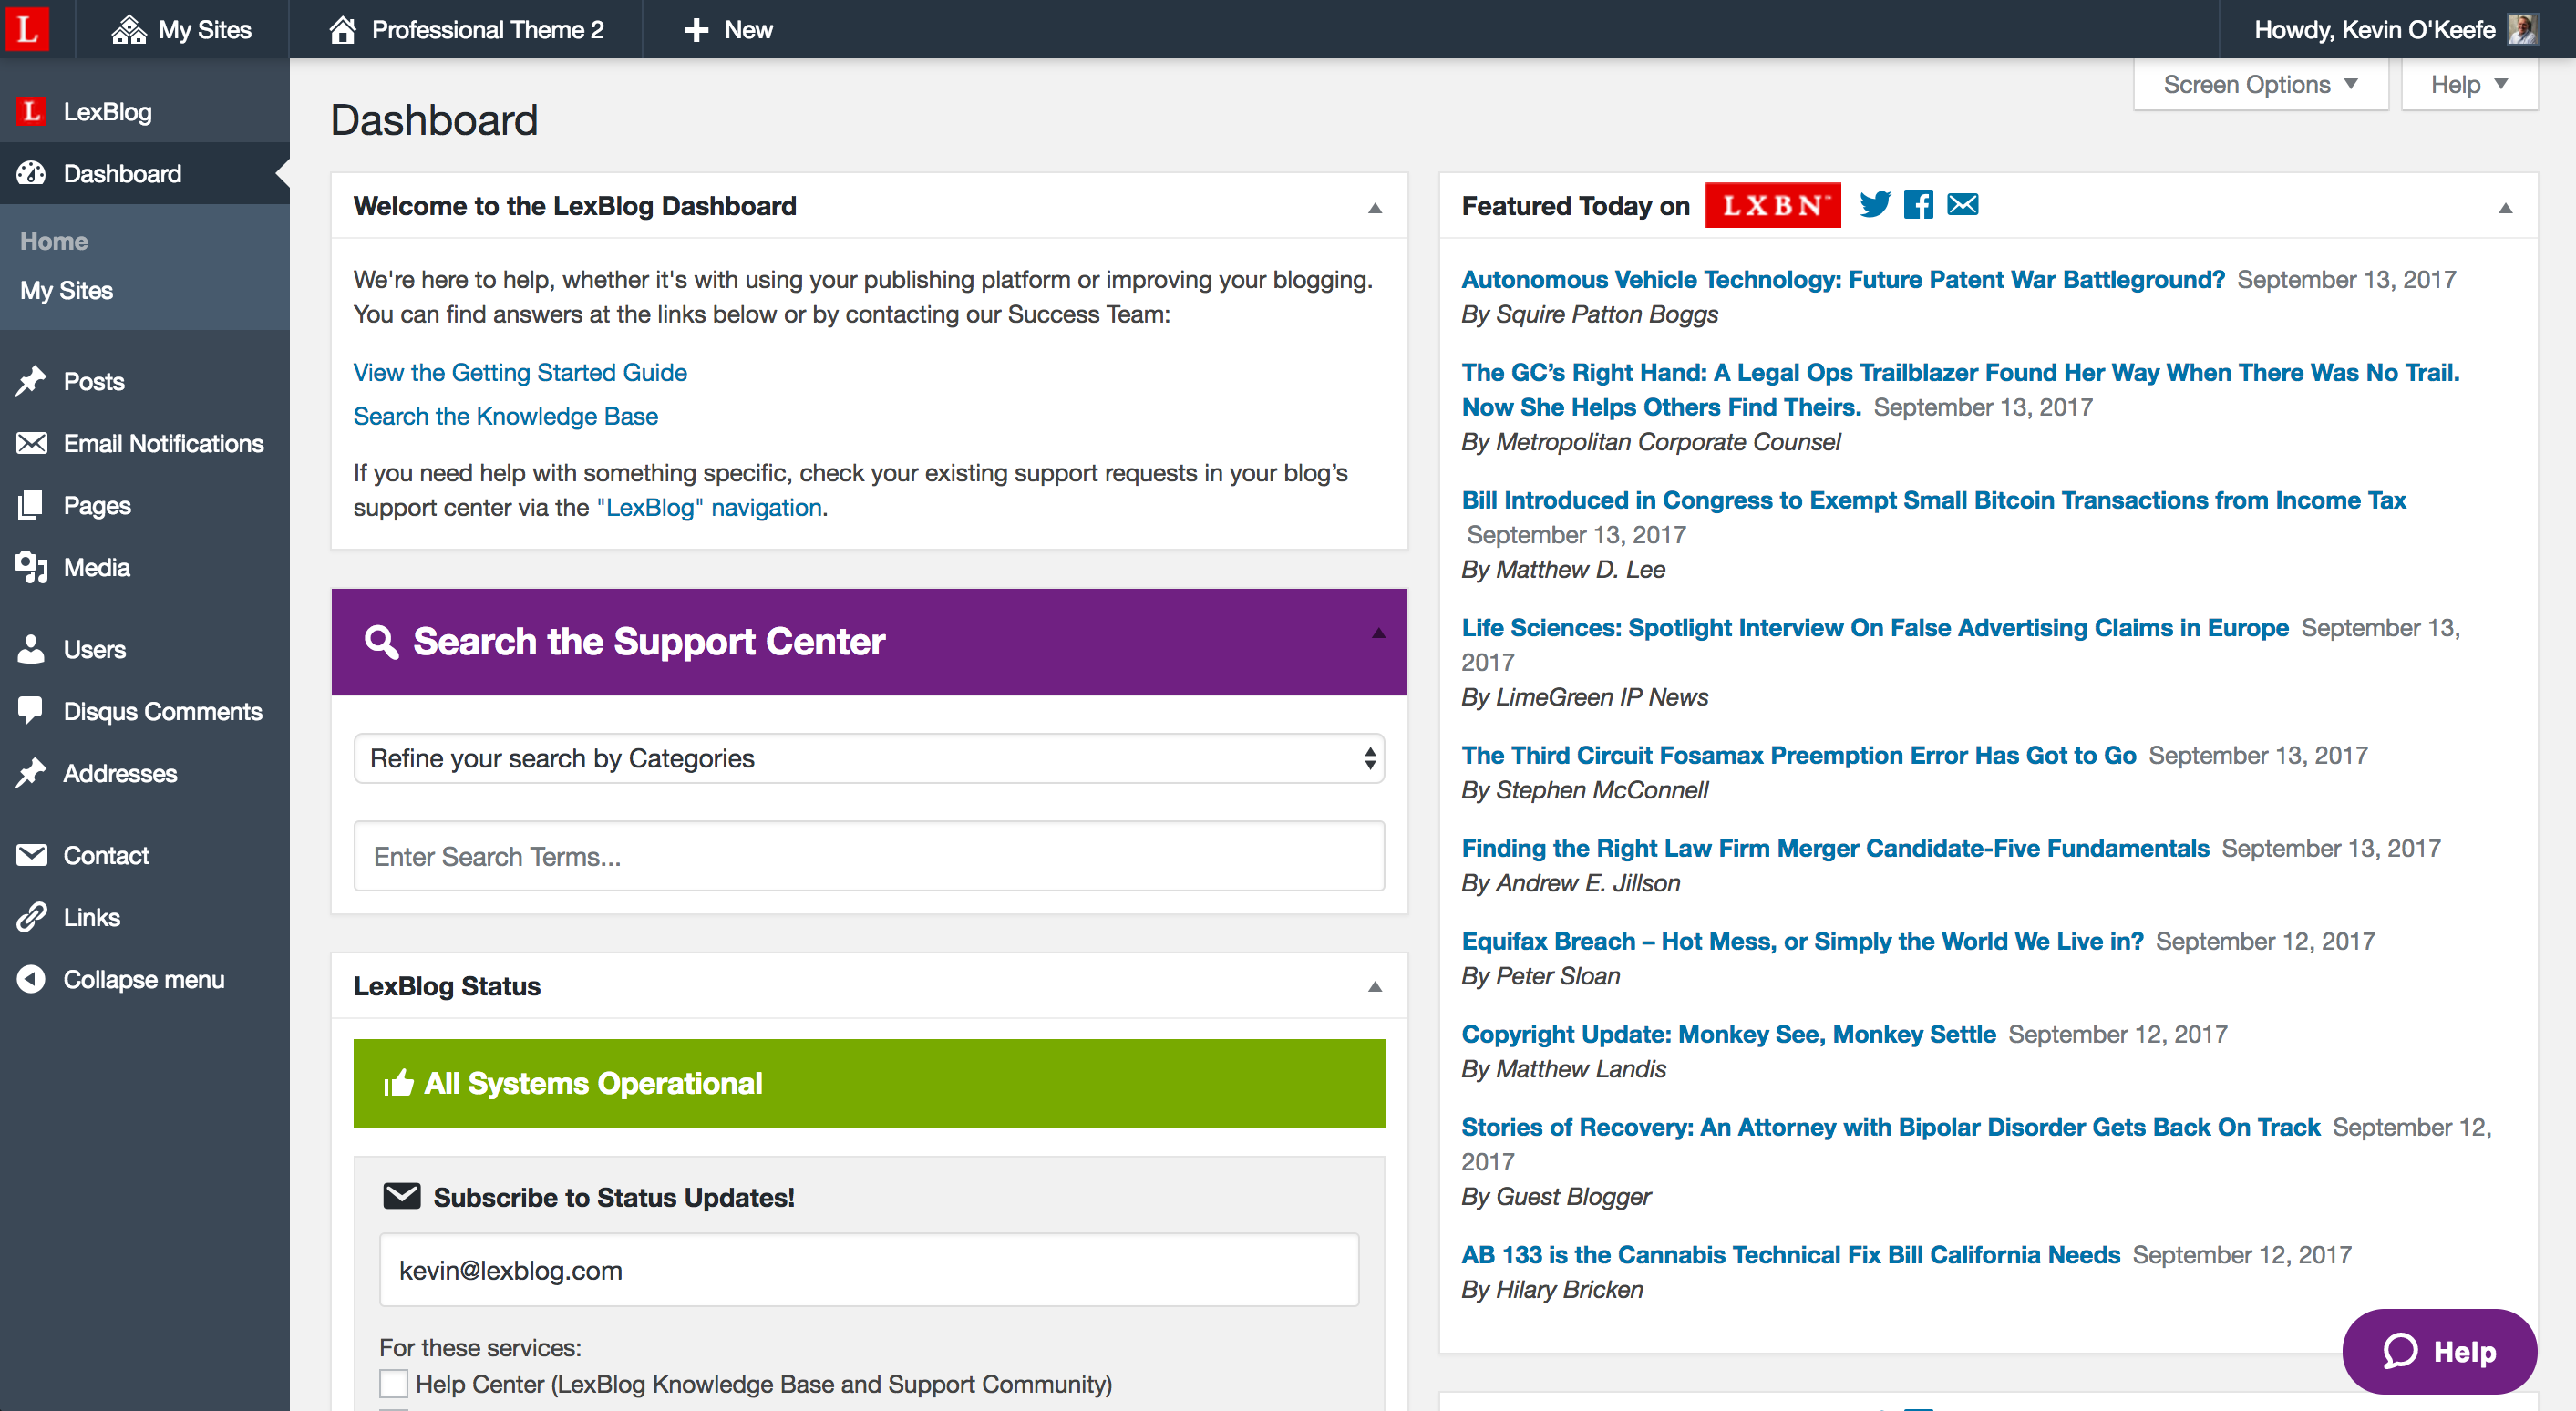 L
My Sites
Professional Theme 2
New
Howdy, Kevin O'Keefe
L LexBlog
Dashboard
Home
My Sites
Posts
Email Notifications
Pages
Media
Users
Disqus Comments
Addresses
Contact
Links
Collapse menu
Screen Options
Help
Dashboard
Welcome to the LexBlog Dashboard
We're here to help, whether it's with using your publishing platform or improving your blogging.
You can find answers at the links below or by contacting our Success Team:
View the Getting Started Guide
Search the Knowledge Base
If you need help with something specific, check your existing support requests in your blog’s
support center via the "LexBlog" navigation.
Search the Support Center
Refine your search by Categories
Enter Search Terms...
LexBlog Status
All Systems Operational
Subscribe to Status Updates!
kevin@lexblog.com
For these services:
Help Center (LexBlog Knowledge Base and Support Community)
Featured Today on LXBN™
Autonomous Vehicle Technology: Future Patent War Battleground? September 13, 2017
By Squire Patton Boggs
The GC’s Right Hand: A Legal Ops Trailblazer Found Her Way When There Was No Trail.
Now She Helps Others Find Theirs. September 13, 2017
By Metropolitan Corporate Counsel
Bill Introduced in Congress to Exempt Small Bitcoin Transactions from Income Tax
September 13, 2017
By Matthew D. Lee
Life Sciences: Spotlight Interview On False Advertising Claims in Europe September 13,
2017
By LimeGreen IP News
The Third Circuit Fosamax Preemption Error Has Got to Go September 13, 2017
By Stephen McConnell
Finding the Right Law Firm Merger Candidate-Five Fundamentals September 13, 2017
By Andrew E. Jillson
Equifax Breach – Hot Mess, or Simply the World We Live in? September 12, 2017
By Peter Sloan
Copyright Update: Monkey See, Monkey Settle September 12, 2017
By Matthew Landis
Stories of Recovery: An Attorney with Bipolar Disorder Gets Back On Track September 12,
2017
By Guest Blogger
AB 133 is the Cannabis Technical Fix Bill California Needs September 12, 2017
By Hilary Bricken
Help